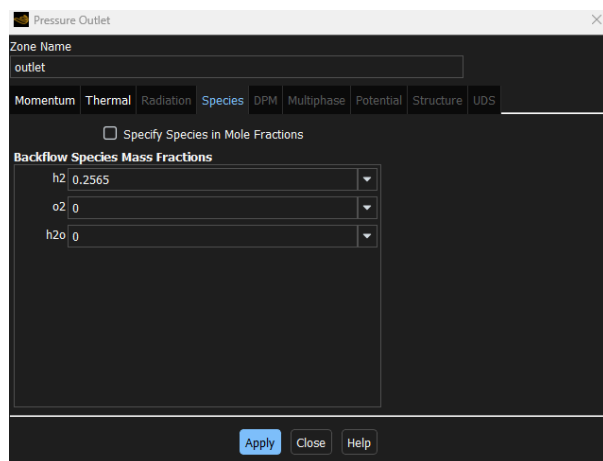 Pressure Outlet
Zone Name
outlet
Momentum Thermal Radiation Species DPM Multiphase Potential Structure UDS
Specify Species in Mole Fractions
Backflow Species Mass Fractions
h2 0.2565
o2 0
h2o 0
Apply Close Help